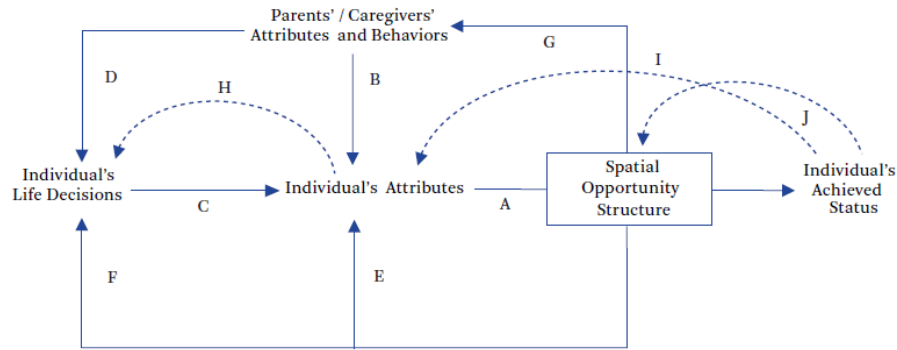 Parents’ / Caregivers’
Attributes and Behaviors
G
I
D
H
B
J
Individual’s
Life Decisions
C
Individual’s Attributes
A
Spatial
Opportunity
Structure
Individual’s
Achieved
Status
F
E